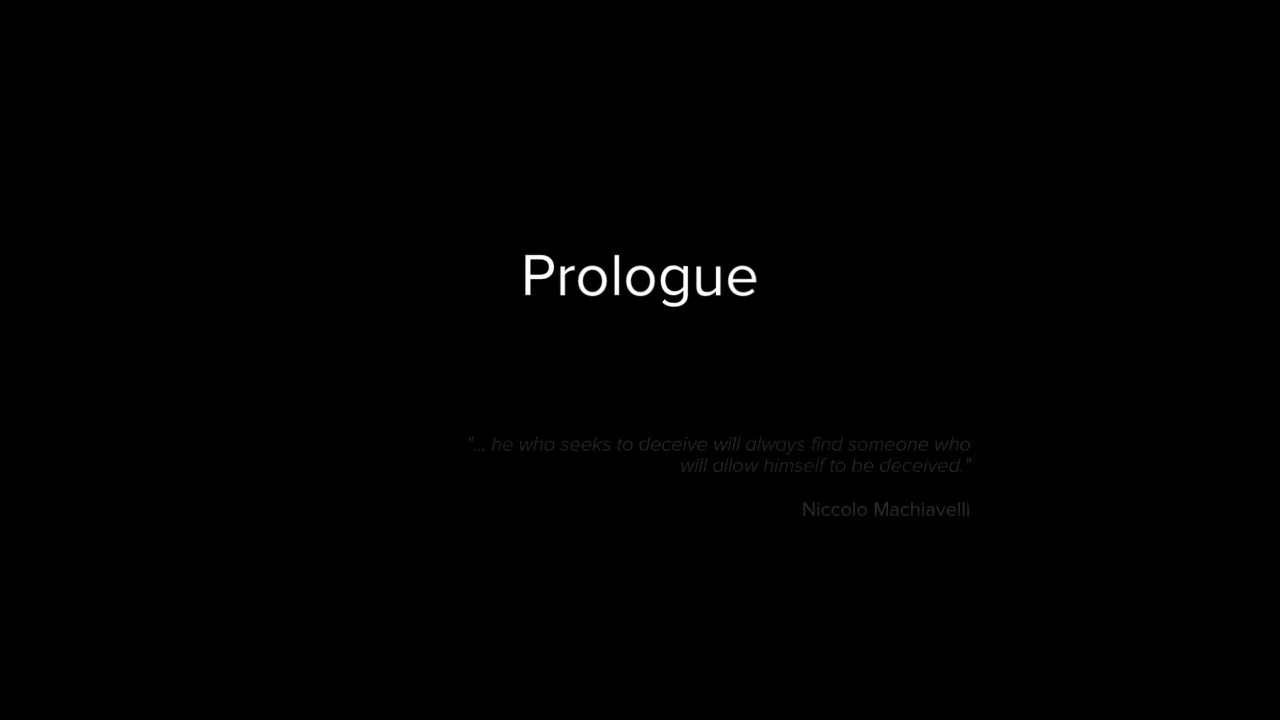 Prologue
"... he who seeks to deceive will always find someone who
will allow himself to be deceived."
Niccolo Machiavelli